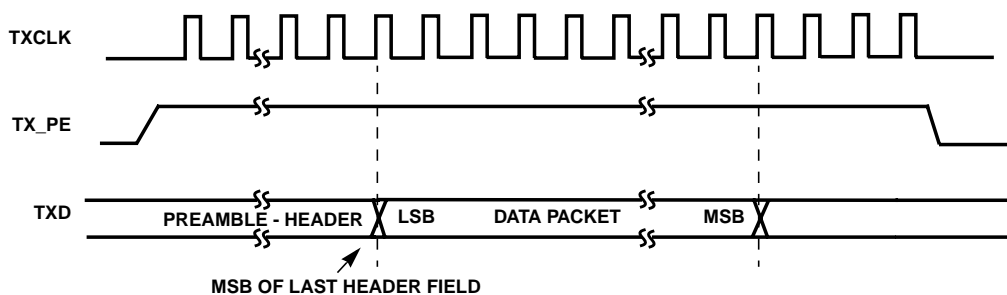 TXCLK
TX_PE
TXD
PREAMBLE - HEADER
LSB
DATA PACKET
MSB
MSB OF LAST HEADER FIELD